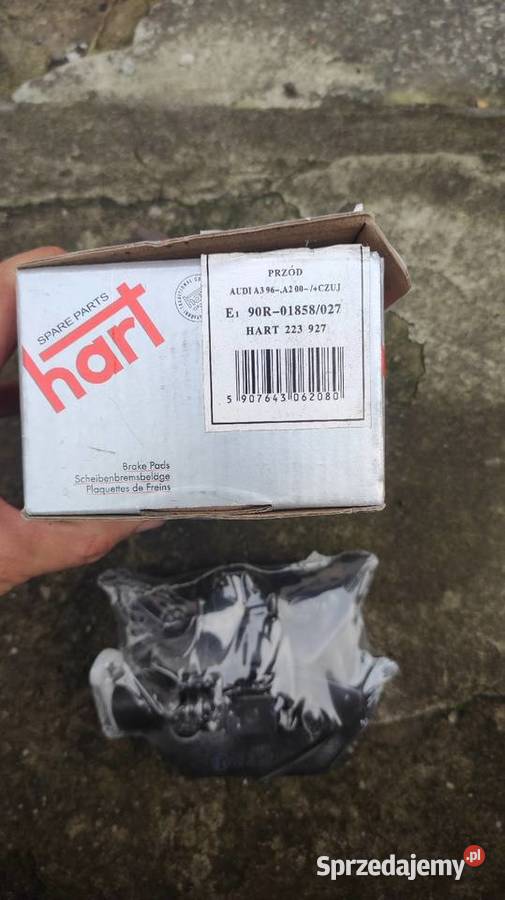 SPARE PARTS
hart
PRZÓD
AUDI A3 96-,A2 00-/+CZUJ
E1 90R-01858/027
HART 223 927
5 907643 062080
Brake Pads
Scheibenbremsbeläge
Plaquettes de Freins
Sprzedajemy.pl